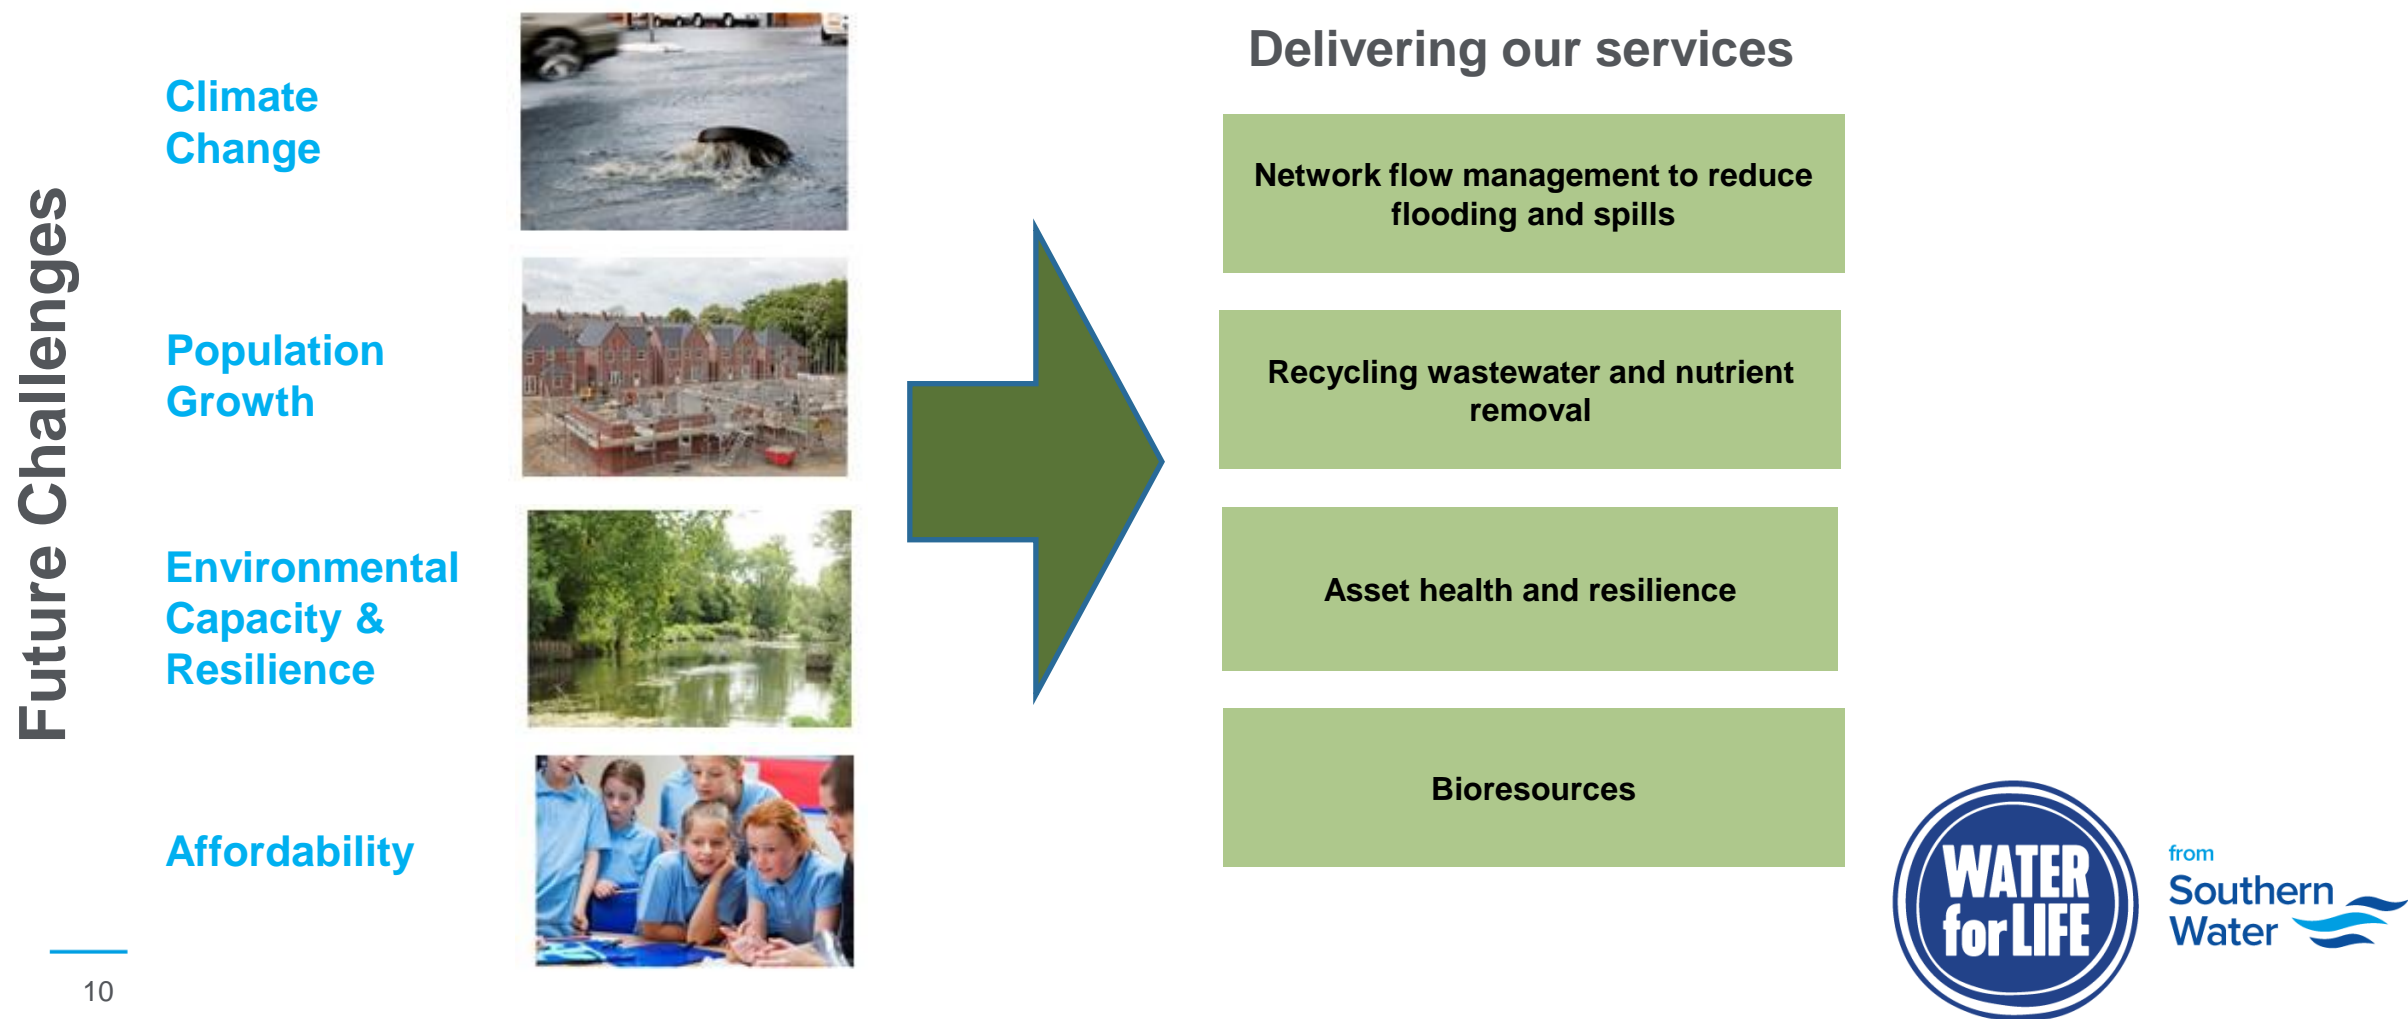 Future Challenges
Climate
Change
Population
Growth
Environmental
Capacity &
Resilience
Affordability
Delivering our services
Network flow management to reduce
flooding and spills
Recycling wastewater and nutrient
removal
Asset health and resilience
Bioresources
WATER
for LIFE
from
Southern
Water
10